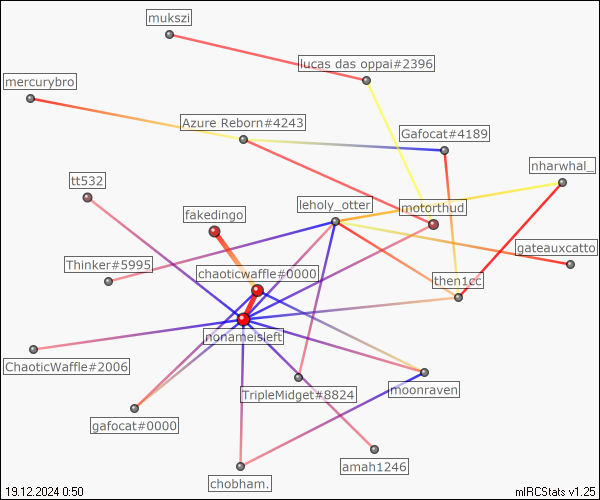 mukszi
lucas das oppai#2396
mercurybro
Azure Reborn#4243
Gafocat#4189
nharwhal_
tt532
leholy_otter
motorthud
fakedingo
gateauxcatto
Thinker#5995
chaoticwaffle#0000
then1cc
nonameisleft
ChaoticWaffle#2006
TripleMidget#8824
moonraven
gafocat#0000
amah1246
chobham.
19.12.2024 0:50
mIRCStats v1.25